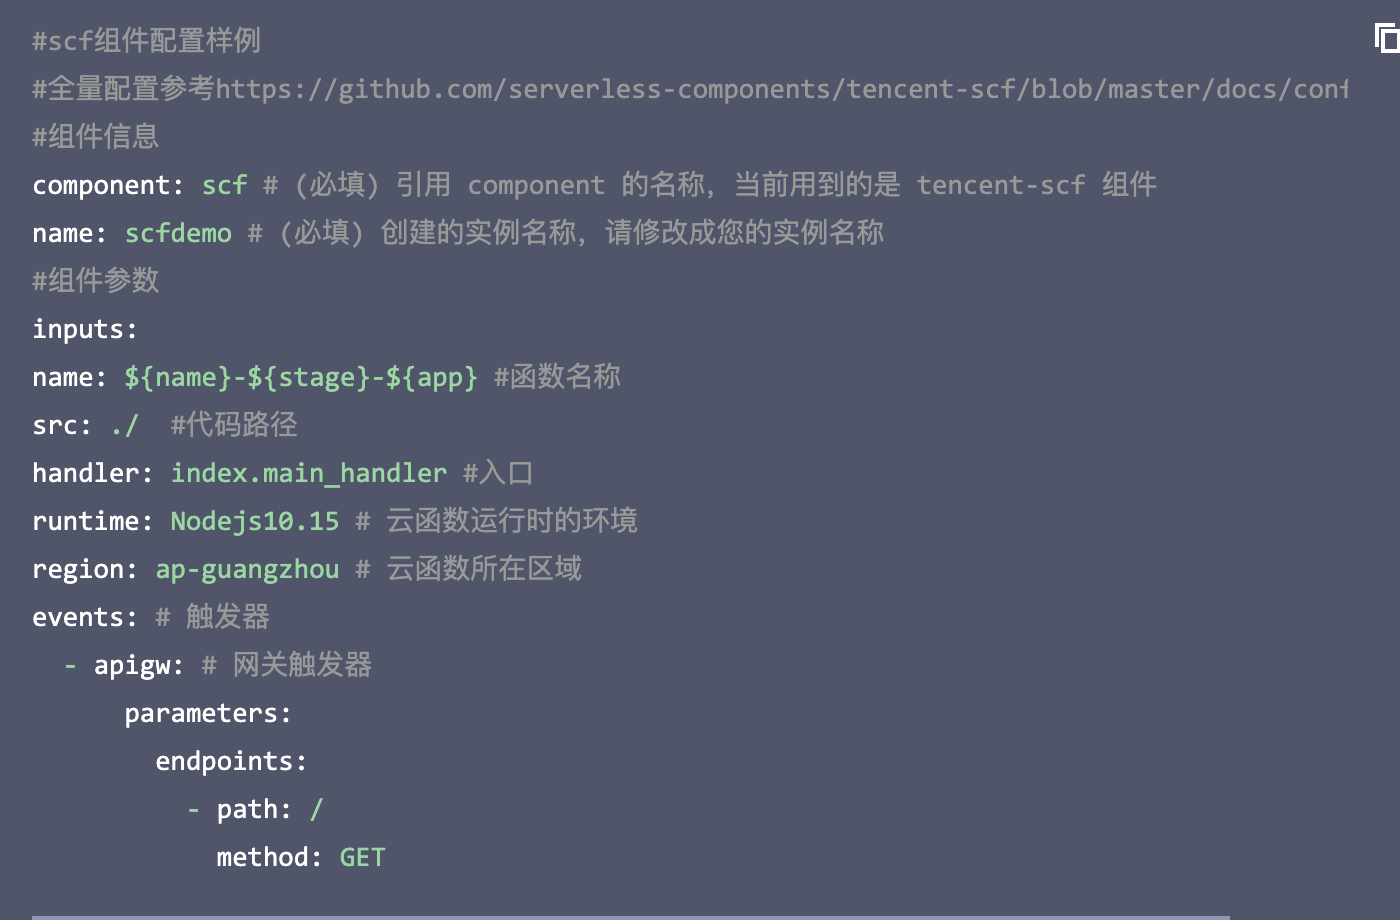 #scf组件配置样例
#全量配置参考https://github.com/serverless-components/tencent-scf/blob/master/docs/conf
#组件信息
component: scf # (必填) 引用 component 的名称, 当前用到的是 tencent-scf 组件
name: scfdemo # (必填) 创建的实例名称, 请修改成您的实例名称
#组件参数
inputs:
name: ${name}-${stage}-${app} #函数名称
src: ./  #代码路径
handler: index.main_handler #入口
runtime: Nodejs10.15 # 云函数运行时的环境
region: ap-guangzhou # 云函数所在区域
events: # 触发器
  - apigw: # 网关触发器
      parameters:
        endpoints:
          - path: /
            method: GET